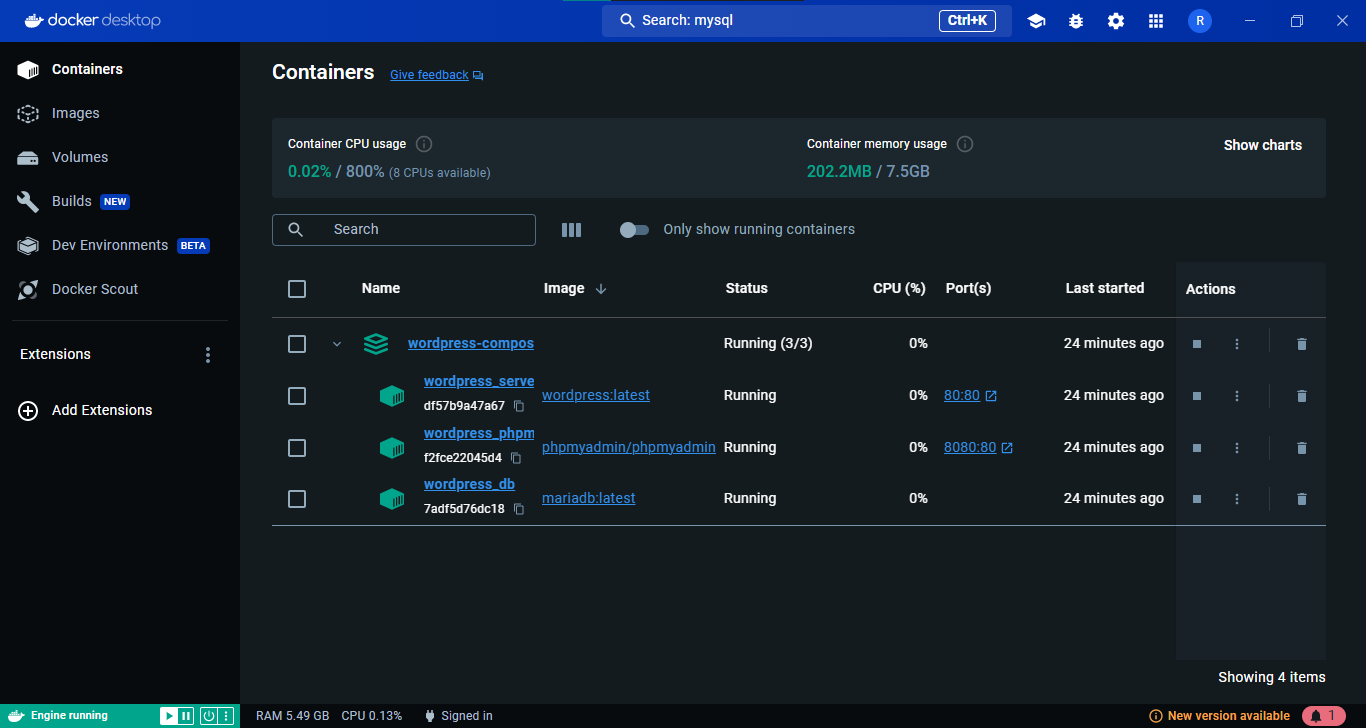 docker desktop
Search: mysql
Ctrl+K
R
Containers
Images
Volumes
Builds NEW
Dev Environments BETA
Docker Scout
Extensions
Add Extensions
Containers Give feedback
Container CPU usage
0.02% / 800% (8 CPUs available)
Container memory usage
202.2MB / 7.5GB
Show charts
Search
Only show running containers
Name Image Status CPU (%) Port(s) Last started Actions
wordpress-compos Running (3/3) 0% 24 minutes ago
wordpress_serve
df57b9a47a67
wordpress:latest Running 0% 80:80 24 minutes ago
wordpress_phpm
f2fce22045d4
phpmyadmin/phpmyadmin Running 0% 8080:80 24 minutes ago
wordpress_db
7adf5d76dc18
mariadb:latest Running 0% 24 minutes ago
Showing 4 items
Engine running
RAM 5.49 GB CPU 0.13% Signed in
New version available
1